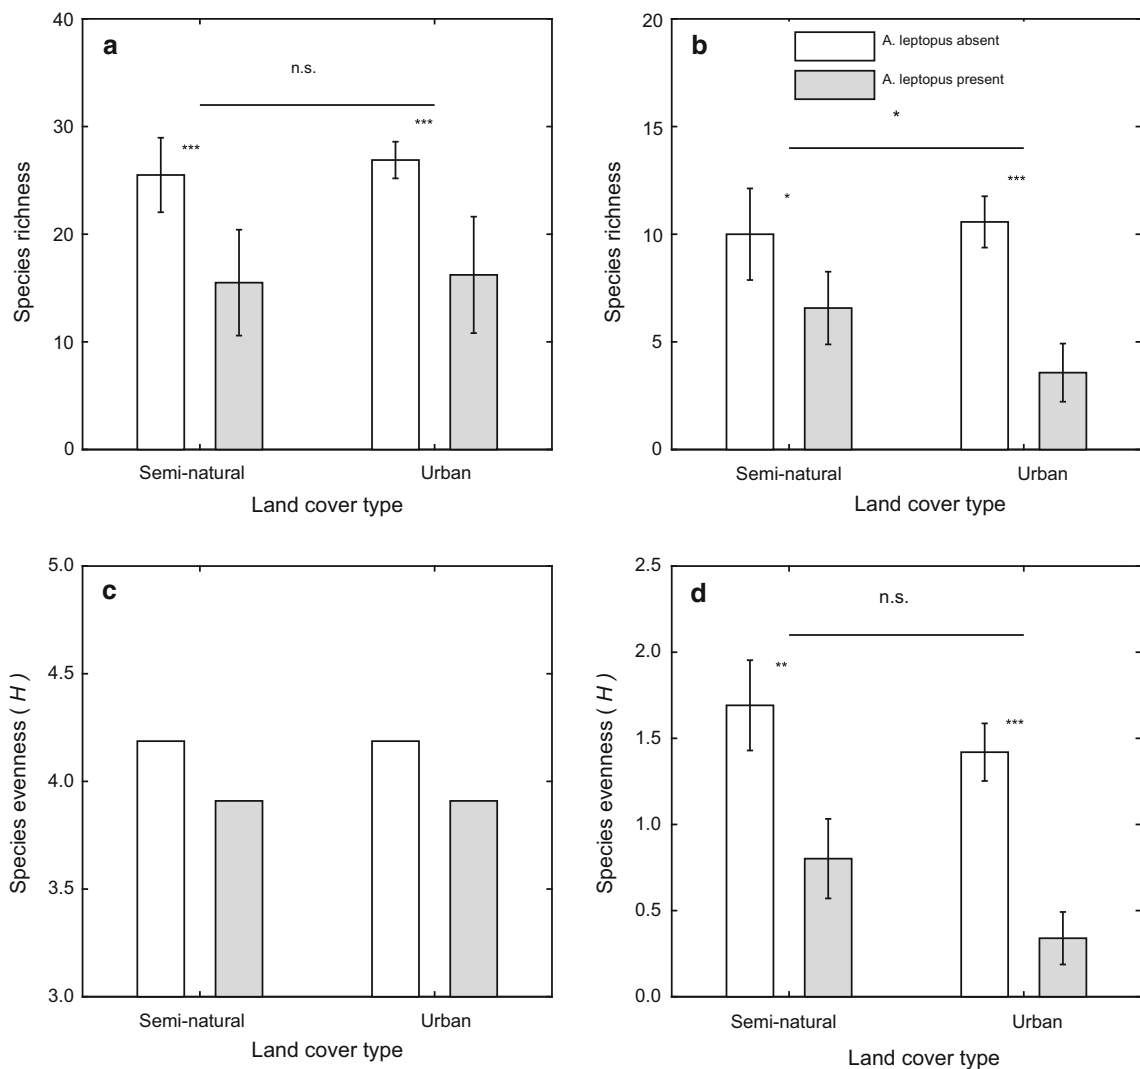 a
n.s.
***
***
40
30
20
10
0
Species richness
Semi-natural
Urban
Land cover type
b
A. leptopus absent
A. leptopus present
*
*
***
20
15
10
5
0
Species richness
Semi-natural
Urban
Land cover type
c
5.0
4.5
4.0
3.5
3.0
Species evenness ( H )
Semi-natural
Urban
Land cover type
d
n.s.
**
***
2.5
2.0
1.5
1.0
0.5
0.0
Species evenness ( H )
Semi-natural
Urban
Land cover type